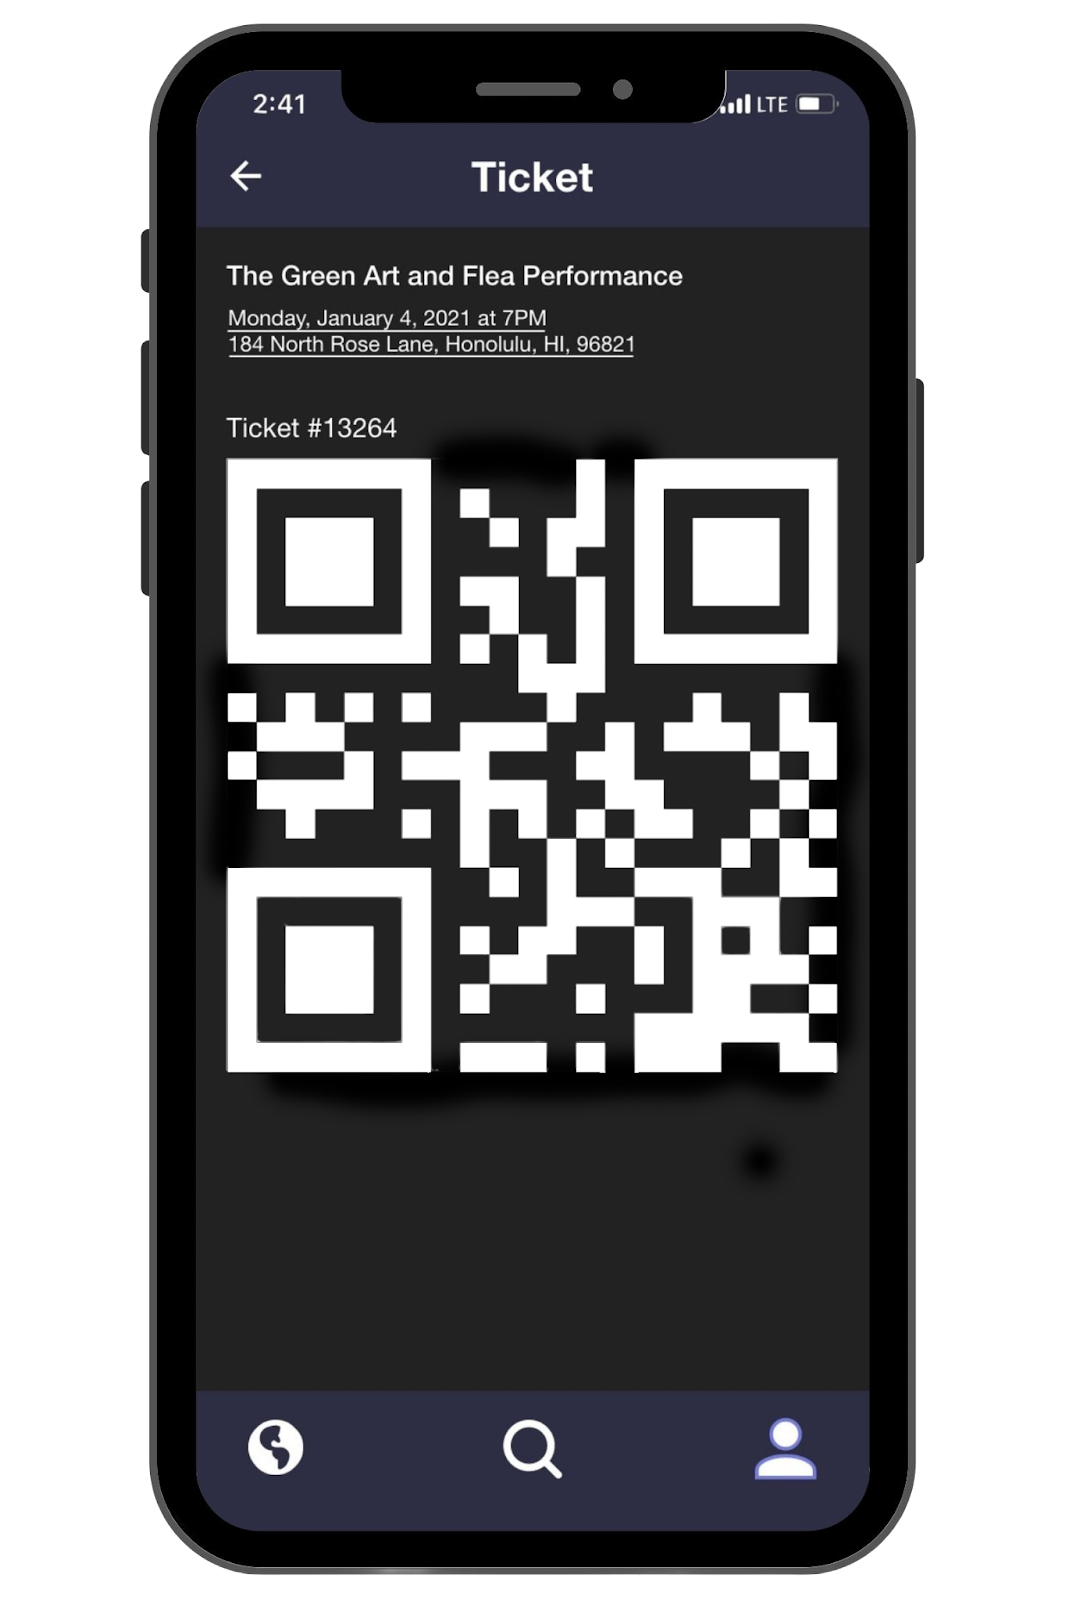 2:41
LTE
Ticket
The Green Art and Flea Performance
Monday, January 4, 2021 at 7PM
184 North Rose Lane, Honolulu, HI, 96821
Ticket #13264